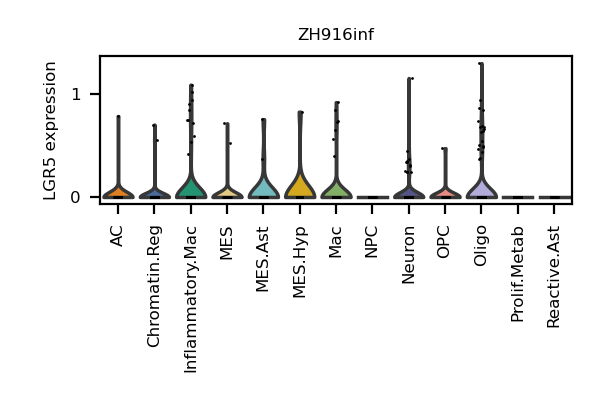 ZH916inf
LGR5 expression
1
0
AC
Chromatin.Reg
Inflammatory.Mac
MES
MES.Ast
MES.Hyp
Mac
NPC
Neuron
OPC
Oligo
Prolif.Metab
Reactive.Ast